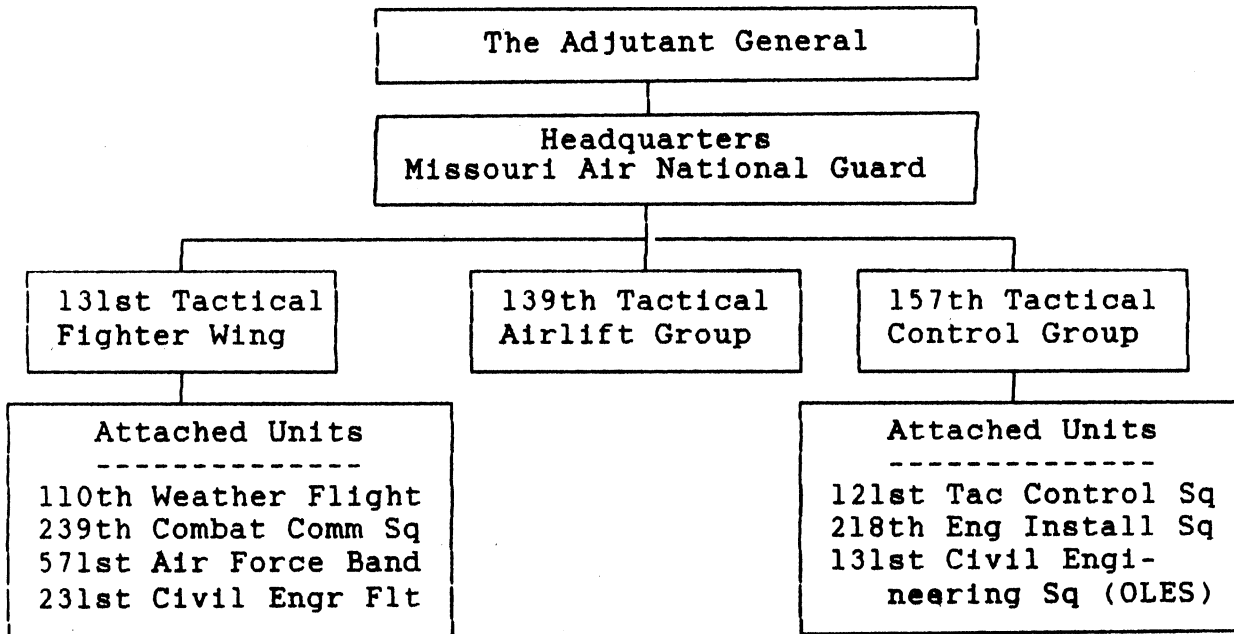 The Adjutant General
Headquarters
Missouri Air National Guard
131st Tactical
Fighter Wing
139th Tactical
Airlift Group
157th Tactical
Control Group
Attached Units
--------------
110th Weather Flight
239th Combat Comm Sq
571st Air Force Band
231st Civil Engr Flt
Attached Units
--------------
121st Tac Control Sq
218th Eng Install Sq
131st Civil Engi-
neering Sq (OLES)